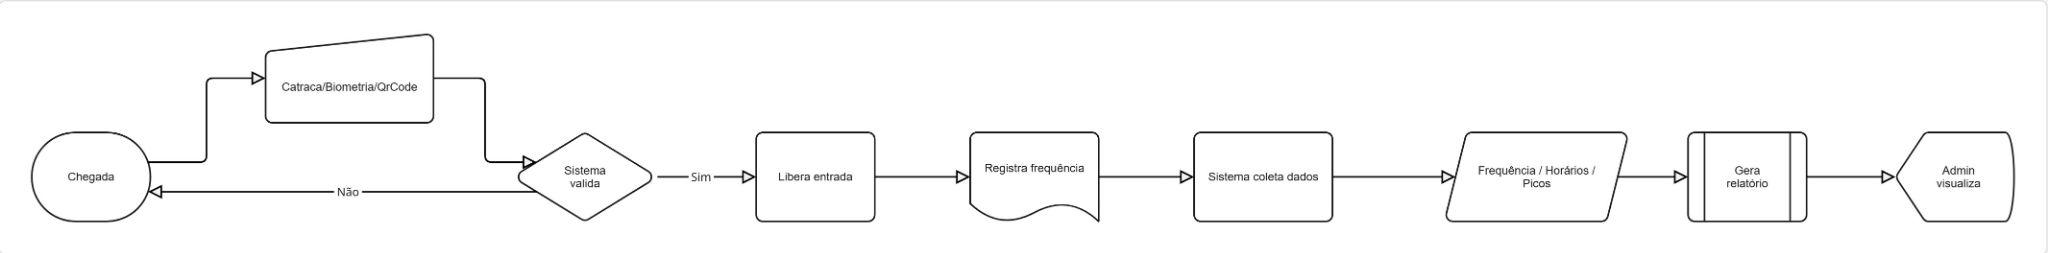 Catraca/Biometria/QrCode
Chegada
Não
Sistema
valida
Sim
Libera entrada
Registra frequência
Sistema coleta dados
Frequência / Horários /
Picos
Gera
relatório
Admin
visualiza